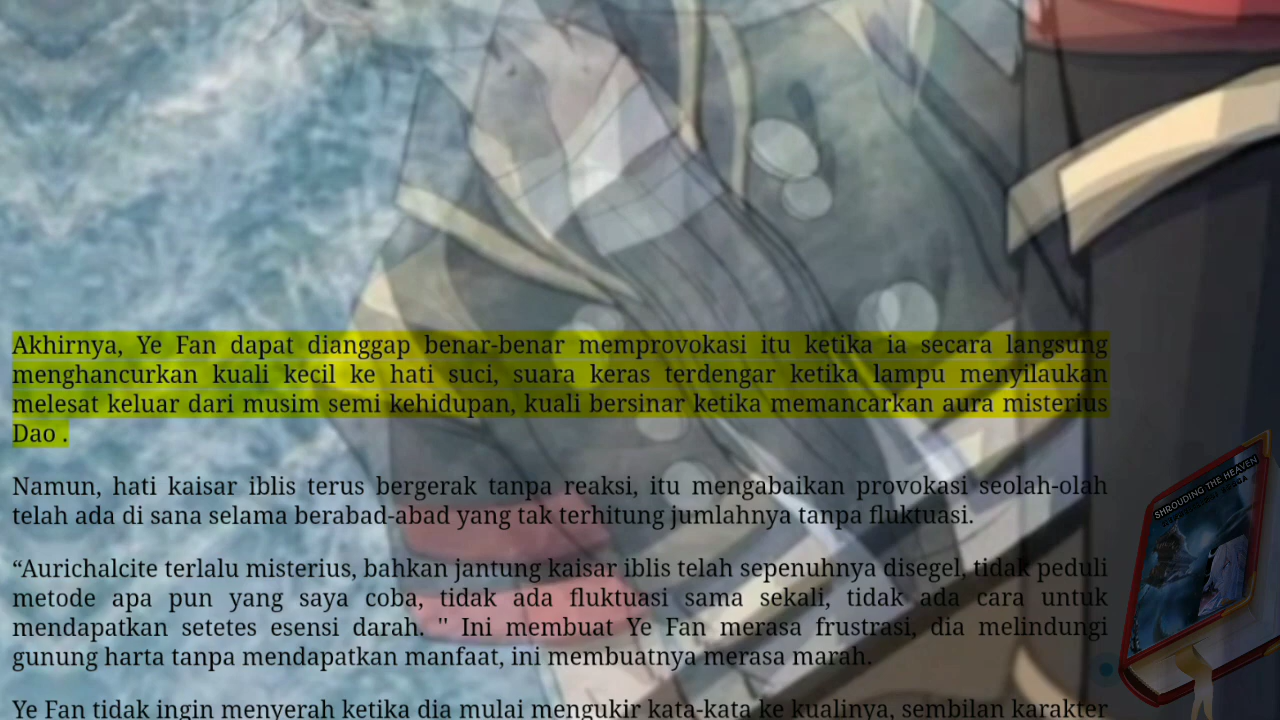 Akhirnya, Ye Fan dapat dianggap benar-benar memprovokasi itu ketika ia secara langsung
menghancurkan kuali kecil ke hati suci, suara keras terdengar ketika lampu menyilaukan
melesat keluar dari musim semi kehidupan, kuali bersinar ketika memancarkan aura misterius
Dao .
Namun, hati kaisar iblis terus bergerak tanpa reaksi, itu mengabaikan provokasi seolah-olah
telah ada di sana selama berabad-abad yang tak terhitung jumlahnya tanpa fluktuasi.
“Aurichalcite terlalu misterius, bahkan jantung kaisar iblis telah sepenuhnya disegel, tidak peduli
metode apa pun yang saya coba, tidak ada fluktuasi sama sekali, tidak ada cara untuk
mendapatkan setetes esensi darah. '' Ini membuat Ye Fan merasa frustrasi, dia melindungi
gunung harta tanpa mendapatkan manfaat, ini membuatnya merasa marah.
Ye Fan tidak ingin menyerah ketika dia mulai mengukir kata-kata ke kualinya, sembilan karakter
SHROUDING THE HEAVEN